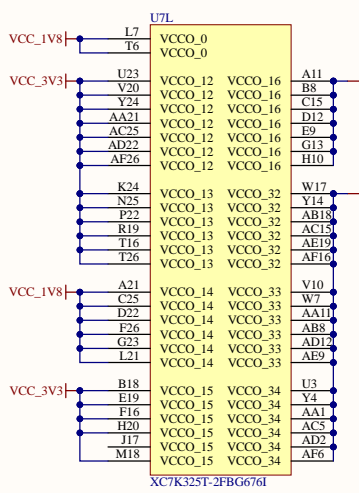 U7L
VCC_1V8 L7 VCCO_0
T6 VCCO_0
VCC_3V3 U23 VCCO_12 VCCO_16 A11
V20 VCCO_12 VCCO_16 B8
Y24 VCCO_12 VCCO_16 C15
AA21 VCCO_12 VCCO_16 D12
AC25 VCCO_12 VCCO_16 E9
AD22 VCCO_12 VCCO_16 G13
AF26 VCCO_12 VCCO_16 H10
K24 VCCO_13 VCCO_32 W17
N25 VCCO_13 VCCO_32 Y14
P22 VCCO_13 VCCO_32 AB18
R19 VCCO_13 VCCO_32 AC15
T16 VCCO_13 VCCO_32 AE19
T26 VCCO_13 VCCO_32 AF16
VCC_1V8 A21 VCCO_14 VCCO_33 V10
C25 VCCO_14 VCCO_33 W7
D22 VCCO_14 VCCO_33 AA11
F26 VCCO_14 VCCO_33 AB8
G23 VCCO_14 VCCO_33 AD12
L21 VCCO_14 VCCO_33 AE9
VCC_3V3 B18 VCCO_15 VCCO_34 U3
E19 VCCO_15 VCCO_34 Y4
F16 VCCO_15 VCCO_34 AA1
H20 VCCO_15 VCCO_34 AC5
J17 VCCO_15 VCCO_34 AD2
M18 VCCO_15 VCCO_34 AF6
XC7K325T-2FBG676I